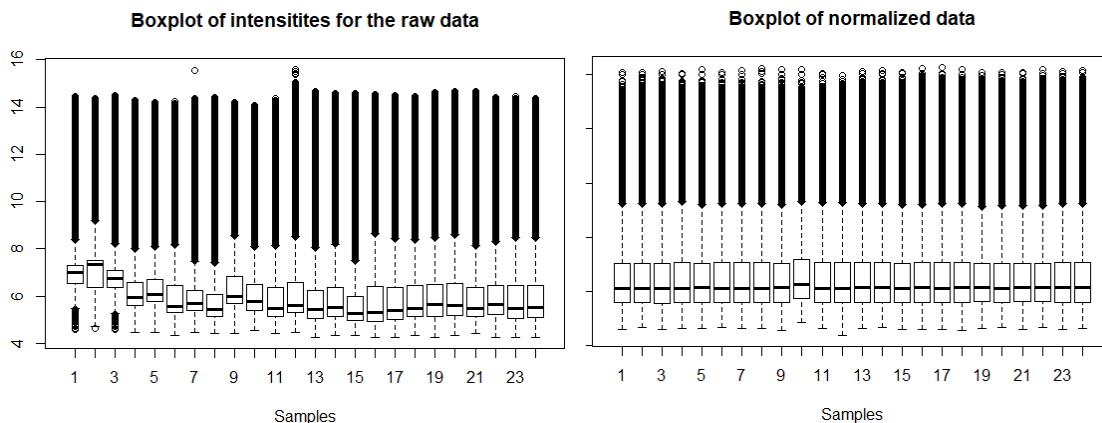 Boxplot of intensitites for the raw data
16
14
12
10
8
6
4
1 3 5 7 9 11 13 15 17 19 21 23
Samples
Boxplot of normalized data
1 3 5 7 9 11 13 15 17 19 21 23
Samples